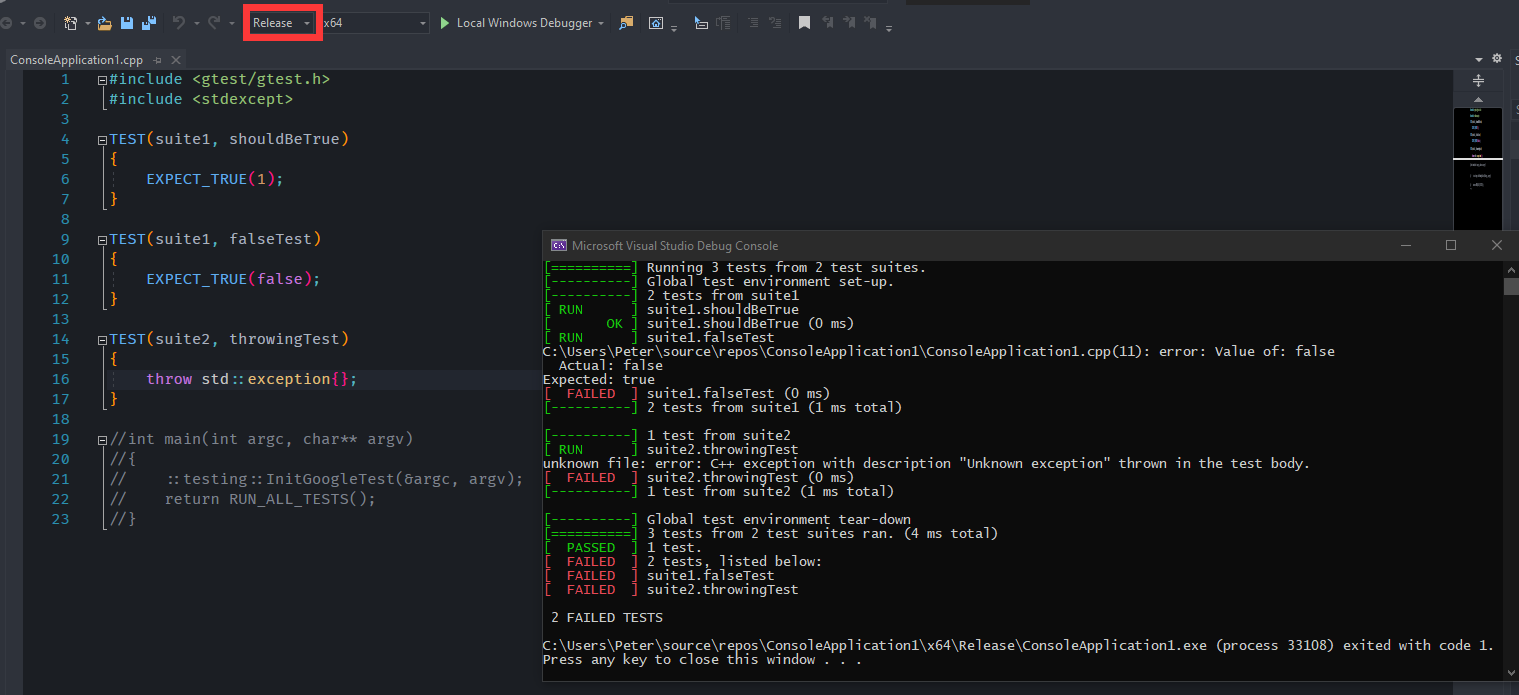 Release
x64
Local Windows Debugger
ConsoleApplication1.cpp
1 #include <gtest/gtest.h>
2 #include <stdexcept>
3
4 TEST(suite1, shouldBeTrue)
5 {
6 EXPECT_TRUE(1);
7 }
8
9 TEST(suite1, falseTest)
10 {
11 EXPECT_TRUE(false);
12 }
13
14 TEST(suite2, throwingTest)
15 {
16 throw std::exception{};
17 }
18
19 //int main(int argc, char** argv)
20 //{
21 // ::testing::InitGoogleTest(&argc, argv);
22 // return RUN_ALL_TESTS();
23 //}
C:\ Microsoft Visual Studio Debug Console
[==========] Running 3 tests from 2 test suites.
[----------] Global test environment set-up.
[----------] 2 tests from suite1
[ RUN      ] suite1.shouldBeTrue
[       OK ] suite1.shouldBeTrue (0 ms)
[ RUN      ] suite1.falseTest
C:\Users\Peter\source\repos\ConsoleApplication1\ConsoleApplication1.cpp(11): error: Value of: false
  Actual: false
Expected: true
[  FAILED  ] suite1.falseTest (0 ms)
[----------] 2 tests from suite1 (1 ms total)
[----------] 1 test from suite2
[ RUN      ] suite2.throwingTest
unknown file: error: C++ exception with description "Unknown exception" thrown in the test body.
[  FAILED  ] suite2.throwingTest (0 ms)
[----------] 1 test from suite2 (1 ms total)
[----------] Global test environment tear-down
[==========] 3 tests from 2 test suites ran. (4 ms total)
[  PASSED  ] 1 test.
[  FAILED  ] 2 tests, listed below:
[  FAILED  ] suite1.falseTest
[  FAILED  ] suite2.throwingTest
 2 FAILED TESTS
C:\Users\Peter\source\repos\ConsoleApplication1\x64\Release\ConsoleApplication1.exe (process 33108) exited with code 1.
Press any key to close this window . . .